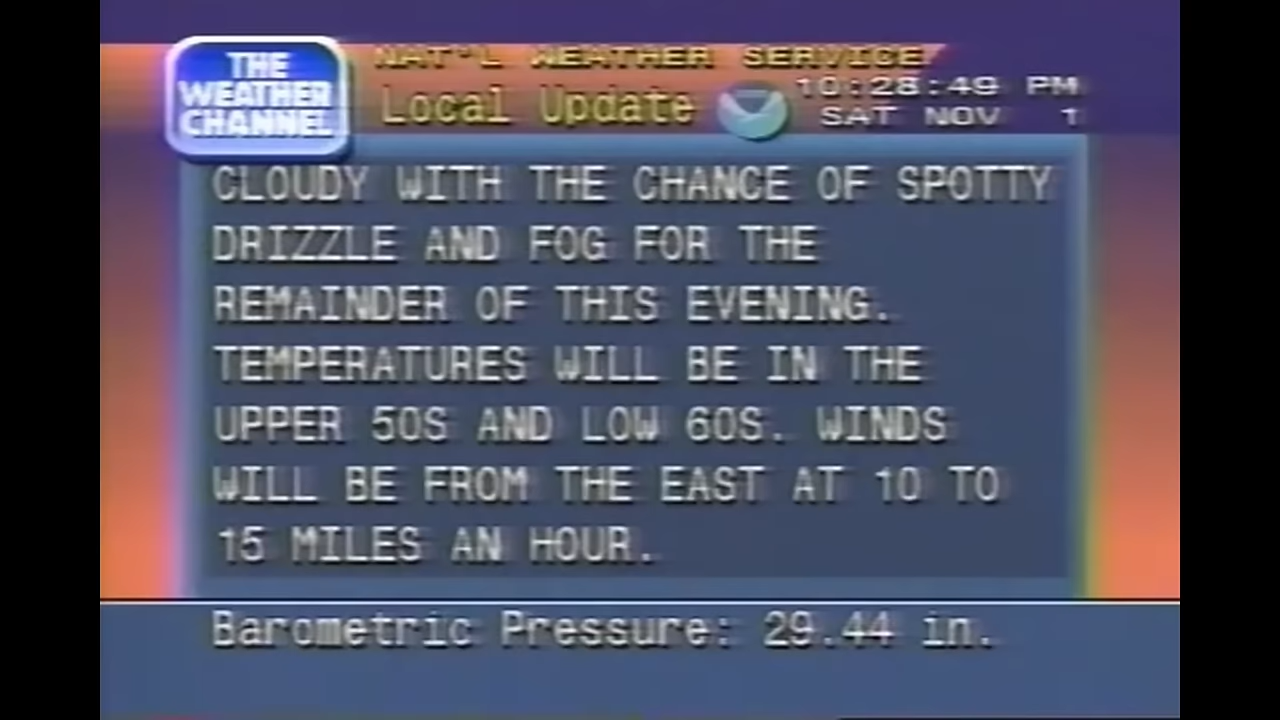 THE
WEATHER
CHANNEL
NAT'L WEATHER SERVICE
Local Update
10:28:49 PM
SAT NOV 1
CLOUDY WITH THE CHANCE OF SPOTTY
DRIZZLE AND FOG FOR THE
REMAINDER OF THIS EVENING.
TEMPERATURES WILL BE IN THE
UPPER 50S AND LOW 60S. WINDS
WILL BE FROM THE EAST AT 10 TO
15 MILES AN HOUR.
Barometric Pressure: 29.44 in.